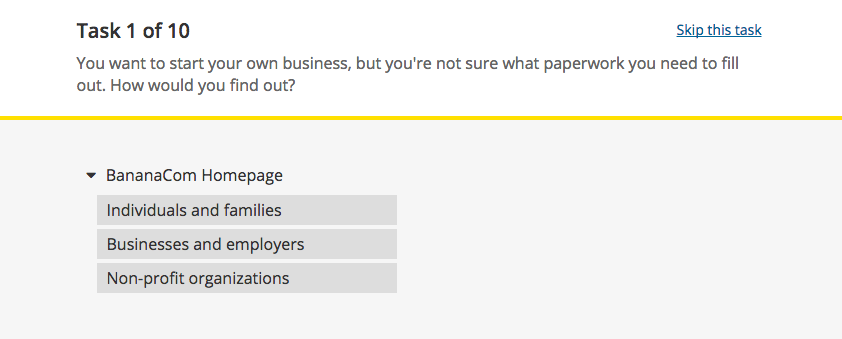 Task 1 of 10
Skip this task
You want to start your own business, but you're not sure what paperwork you need to fill
out. How would you find out?
BananaCom Homepage
Individuals and families
Businesses and employers
Non-profit organizations